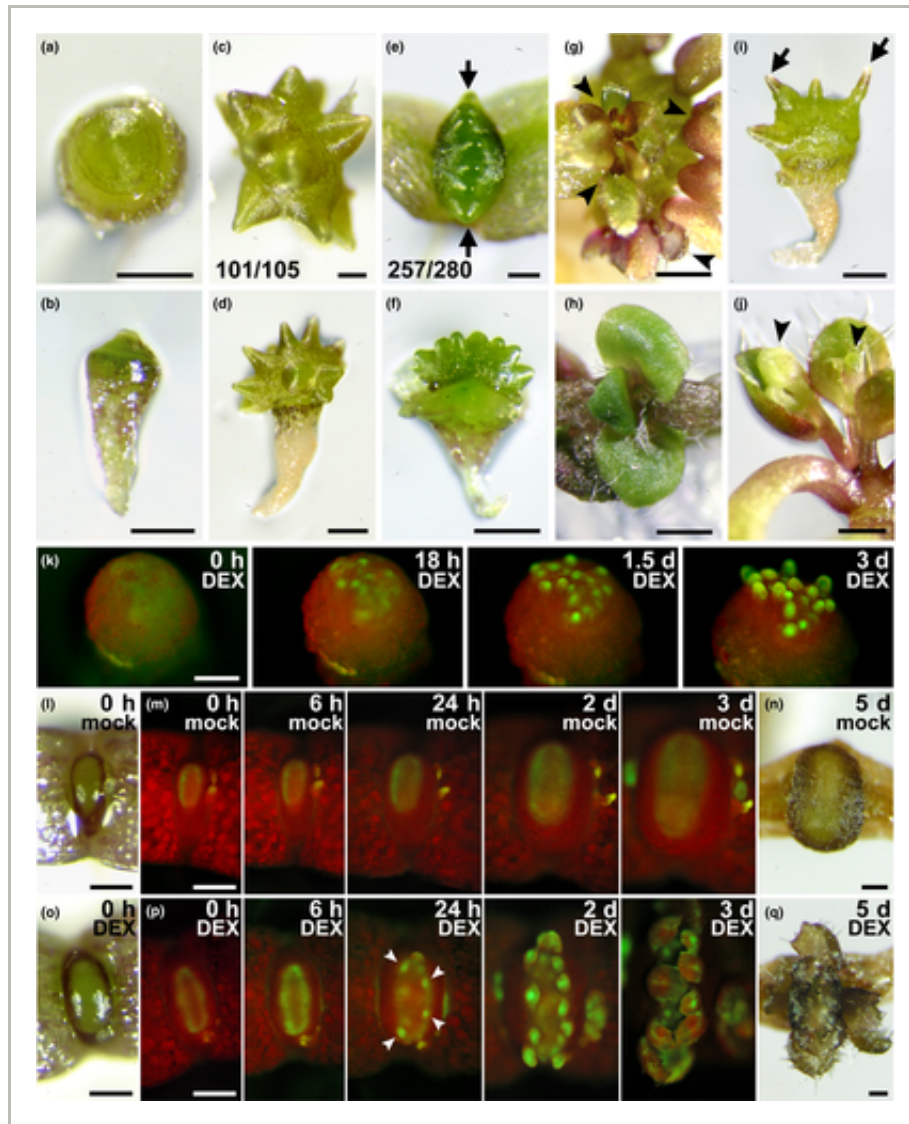 (a) (c) (e) (g) (i)
101/105 257/280
(b) (d) (f) (h) (j)
(k) 0 h DEX 18 h DEX 1.5 d DEX 3 d DEX
(l) 0 h mock (m) 0 h mock 6 h mock 24 h mock 2 d mock 3 d mock (n) 5 d mock
(o) 0 h DEX (p) 0 h DEX 6 h DEX 24 h DEX 2 d DEX 3 d DEX (q) 5 d DEX